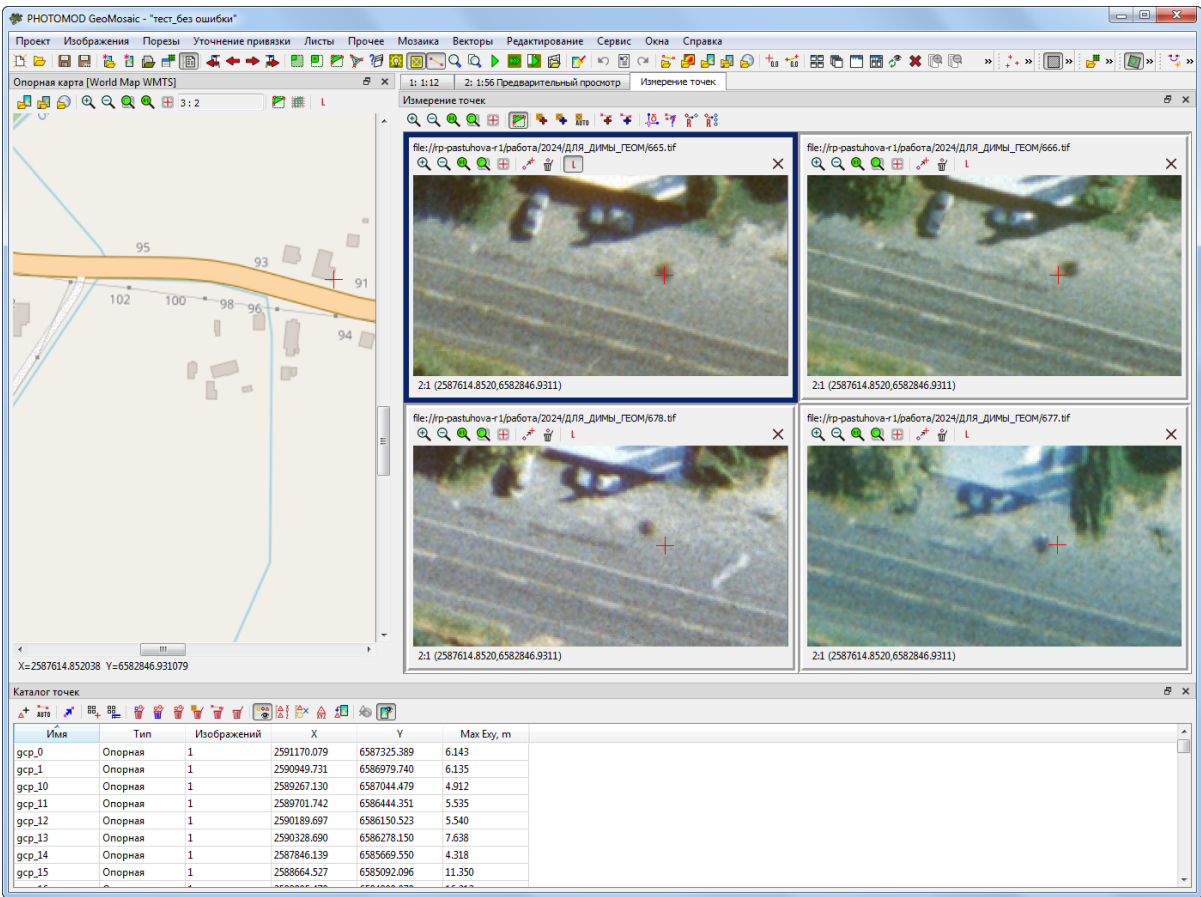 PHOTOMOD GeoMosaic - "тест_без ошибки"
Проект Изображения Порезы Уточнение привязки Листы Прочее Мозаика Векторы Редактирование Сервис Окна Справка
Опорная карта [World Map WMTS]
3 : 2
L
95
93
91
102
100
98
96
94
X=2587614.852038 Y=6582846.931079
1: 1:12 2: 1:56 Предварительный просмотр Измерение точек
Измерение точек
AUTO
file://rp-pastuhova-r1/работа/2024/ДЛЯ_ДИМЫ_ГЕОМ/665.tif
L
2:1 (2587614.8520,6582846.9311)
file://rp-pastuhova-r1/работа/2024/ДЛЯ_ДИМЫ_ГЕОМ/666.tif
L
2:1 (2587614.8520,6582846.9311)
file://rp-pastuhova-r1/работа/2024/ДЛЯ_ДИМЫ_ГЕОМ/678.tif
L
2:1 (2587614.8520,6582846.9311)
file://rp-pastuhova-r1/работа/2024/ДЛЯ_ДИМЫ_ГЕОМ/677.tif
L
2:1 (2587614.8520,6582846.9311)
Каталог точек
AUTO
Имя Тип Изображений X Y Max Exy, m
gcp_0 Опорная 1 2591170.079 6587325.389 6.143
gcp_1 Опорная 1 2590949.731 6586979.740 6.135
gcp_10 Опорная 1 2589267.130 6587044.479 4.912
gcp_11 Опорная 1 2589701.742 6586444.351 5.535
gcp_12 Опорная 1 2590189.697 6586150.523 5.540
gcp_13 Опорная 1 2590328.690 6586278.150 7.638
gcp_14 Опорная 1 2587846.139 6585669.550 4.318
gcp_15 Опорная 1 2588664.527 6585092.096 11.350